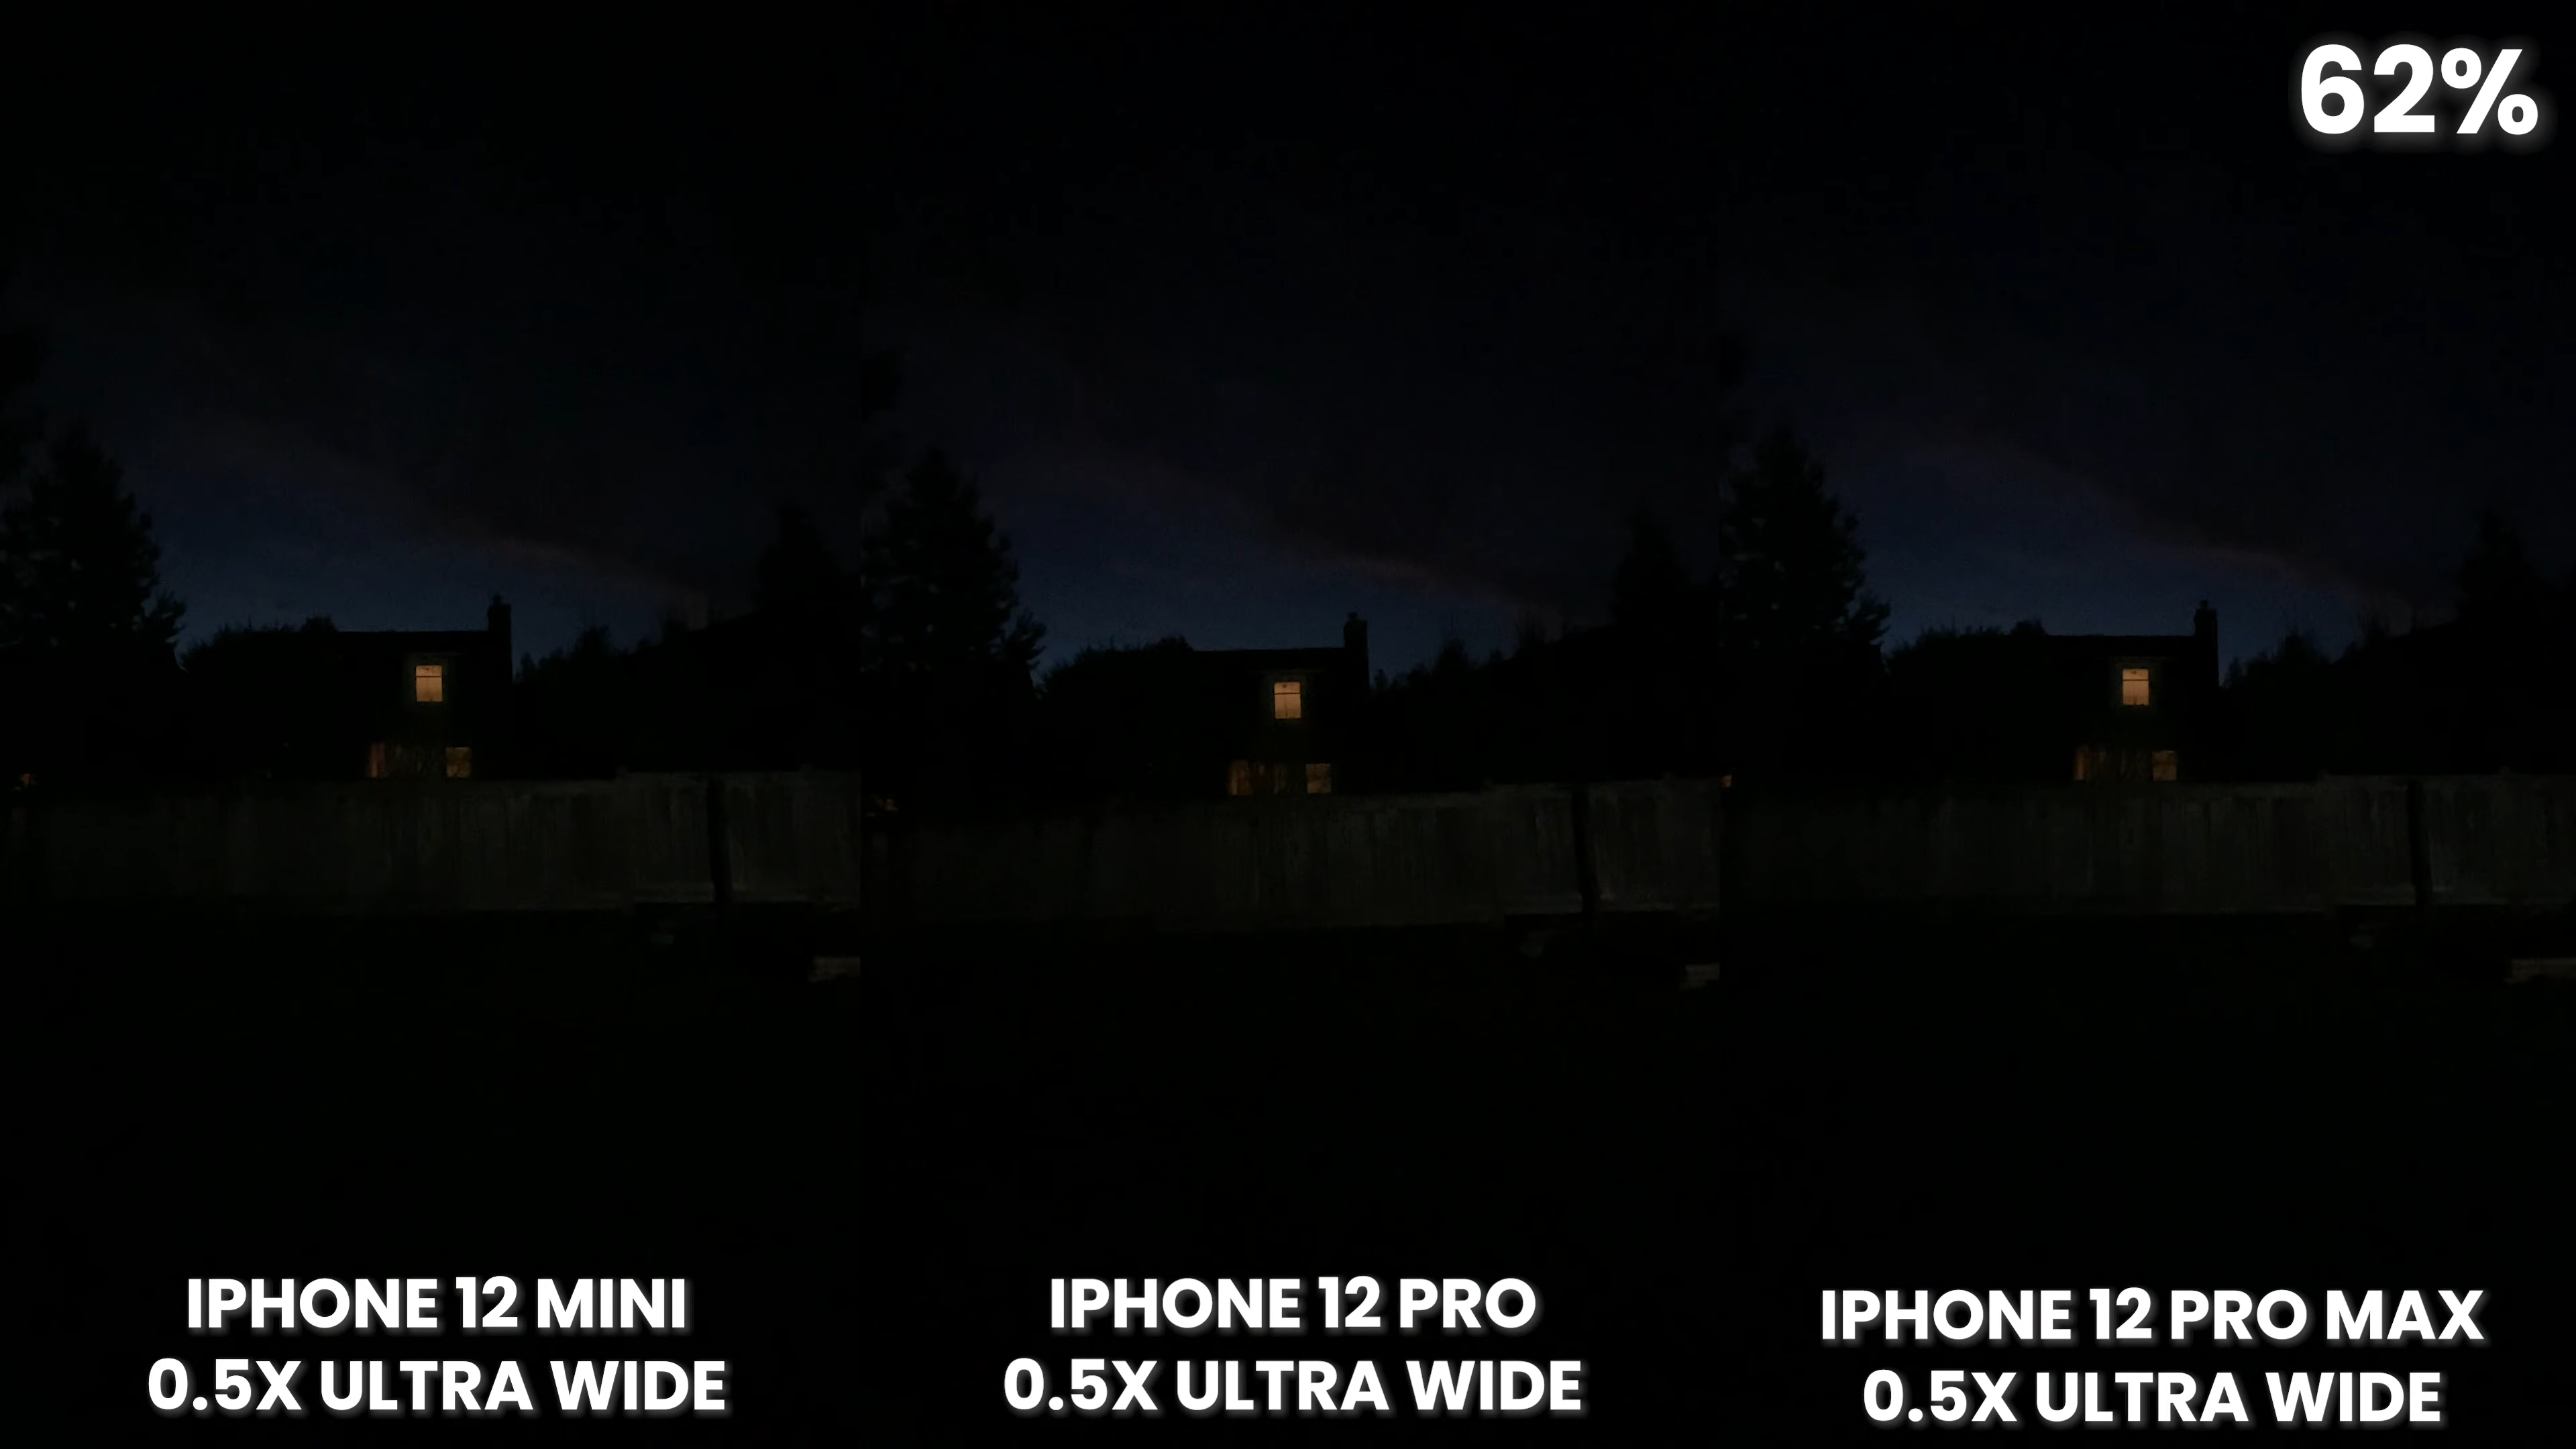 62%
IPHONE 12 MINI
0.5X ULTRA WIDE
IPHONE 12 PRO
0.5X ULTRA WIDE
IPHONE 12 PRO MAX
0.5X ULTRA WIDE